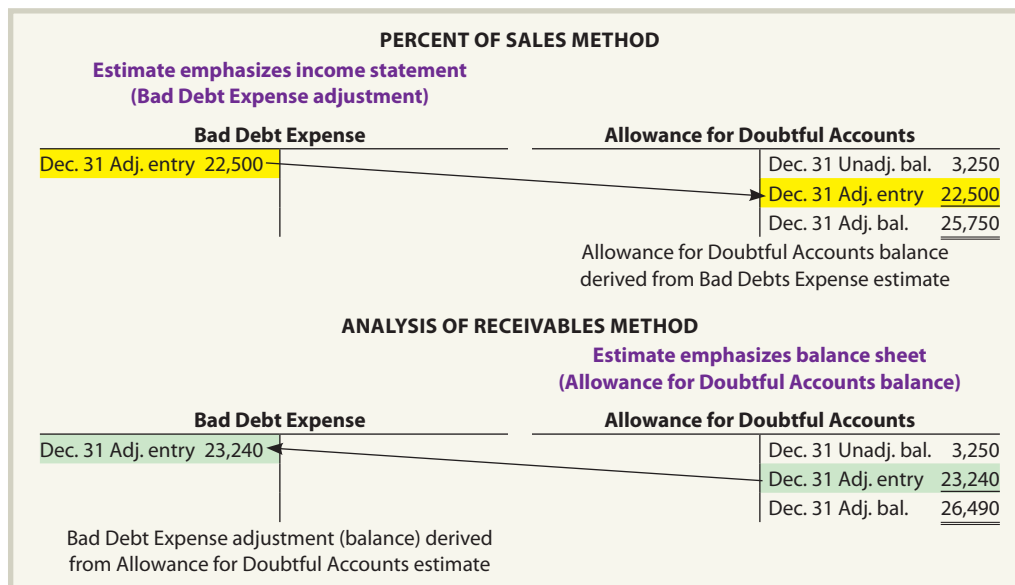 PERCENT OF SALES METHOD
Estimate emphasizes income statement
(Bad Debt Expense adjustment)
Bad Debt Expense
Allowance for Doubtful Accounts
Dec. 31 Adj. entry 22,500
Dec. 31 Unadj. bal. 3,250
Dec. 31 Adj. entry 22,500
Dec. 31 Adj. bal. 25,750
Allowance for Doubtful Accounts balance
derived from Bad Debts Expense estimate
ANALYSIS OF RECEIVABLES METHOD
Estimate emphasizes balance sheet
(Allowance for Doubtful Accounts balance)
Bad Debt Expense
Allowance for Doubtful Accounts
Dec. 31 Adj. entry 23,240
Dec. 31 Unadj. bal. 3,250
Dec. 31 Adj. entry 23,240
Dec. 31 Adj. bal. 26,490
Bad Debt Expense adjustment (balance) derived
from Allowance for Doubtful Accounts estimate